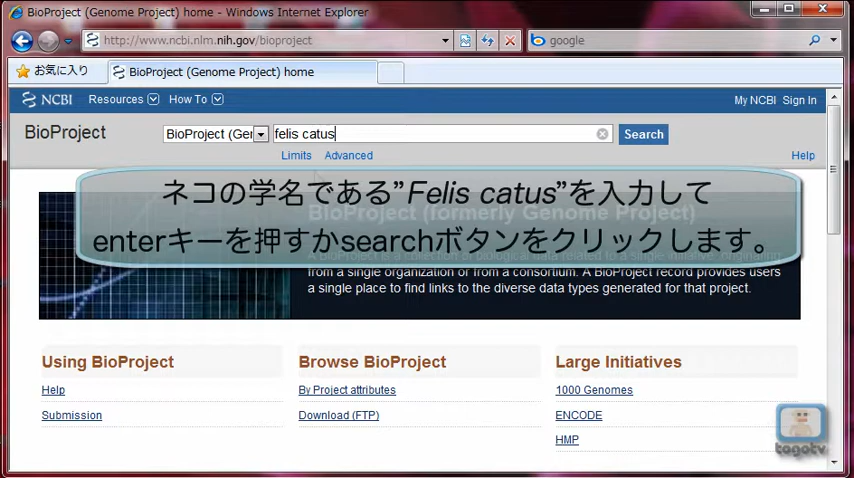 BioProject (Genome Project) home - Windows Internet Explorer
http://www.ncbi.nlm.nih.gov/bioproject
google
お気に入り
BioProject (Genome Project) home
NCBI Resources How To My NCBI Sign In
BioProject BioProject (Ger felis catus Search
Limits Advanced Help
ネコの学名である”Felis catus”を入力して
enterキーを押すかsearchボタンをクリックします。
BioProject (formerly Genome Project)
A BioProject is a collection of biological data related to a single initiative, originating
from a single organization or from a consortium. A BioProject record provides users
a single place to find links to the diverse data types generated for that project.
Using BioProject
Help
Submission
Browse BioProject
By Project attributes
Download (FTP)
Large Initiatives
1000 Genomes
ENCODE
HMP
togotv